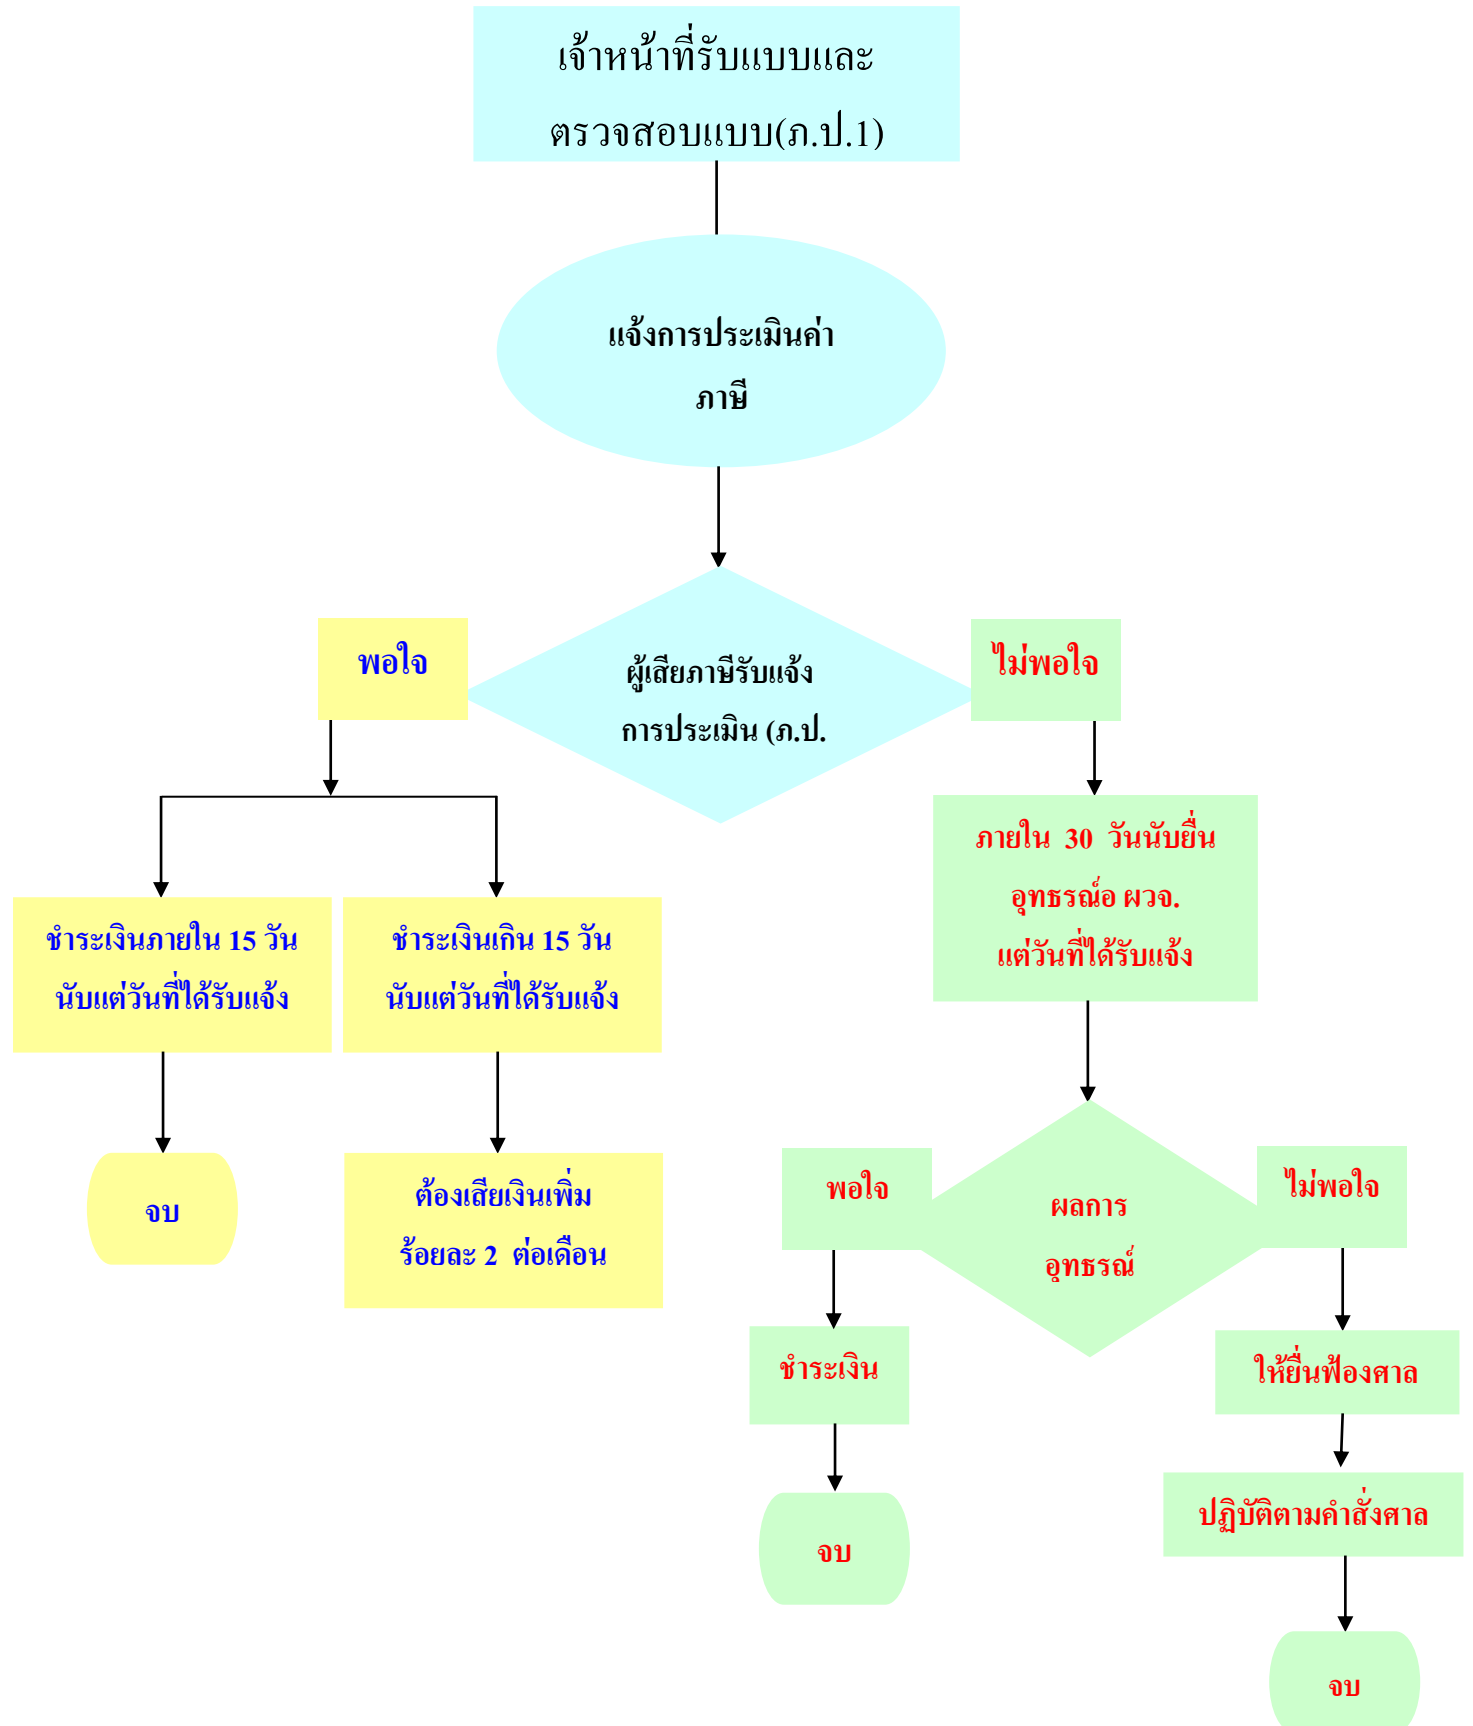 เจ้าหน้าที่รับแบบและ
ตรวจสอบแบบ(ภ.ป.1)
แจ้งการประเมินค่า
ภาษี
ผู้เสียภาษีรับแจ้ง
การประเมิน (ภ.ป.
พอใจ
ไม่พอใจ
ชำระเงินภายใน 15 วัน
นับแต่วันที่ได้รับแจ้ง
ชำระเงินเกิน 15 วัน
นับแต่วันที่ได้รับแจ้ง
จบ
ต้องเสียเงินเพิ่ม
ร้อยละ 2 ต่อเดือน
ภายใน 30 วันนับยื่น
อุทธรณ์อ ผวจ.
แต่วันที่ได้รับแจ้ง
ผลการ
อุทธรณ์
พอใจ
ไม่พอใจ
ชำระเงิน
จบ
ให้ยื่นฟ้องศาล
ปฏิบัติตามคำสั่งศาล
จบ